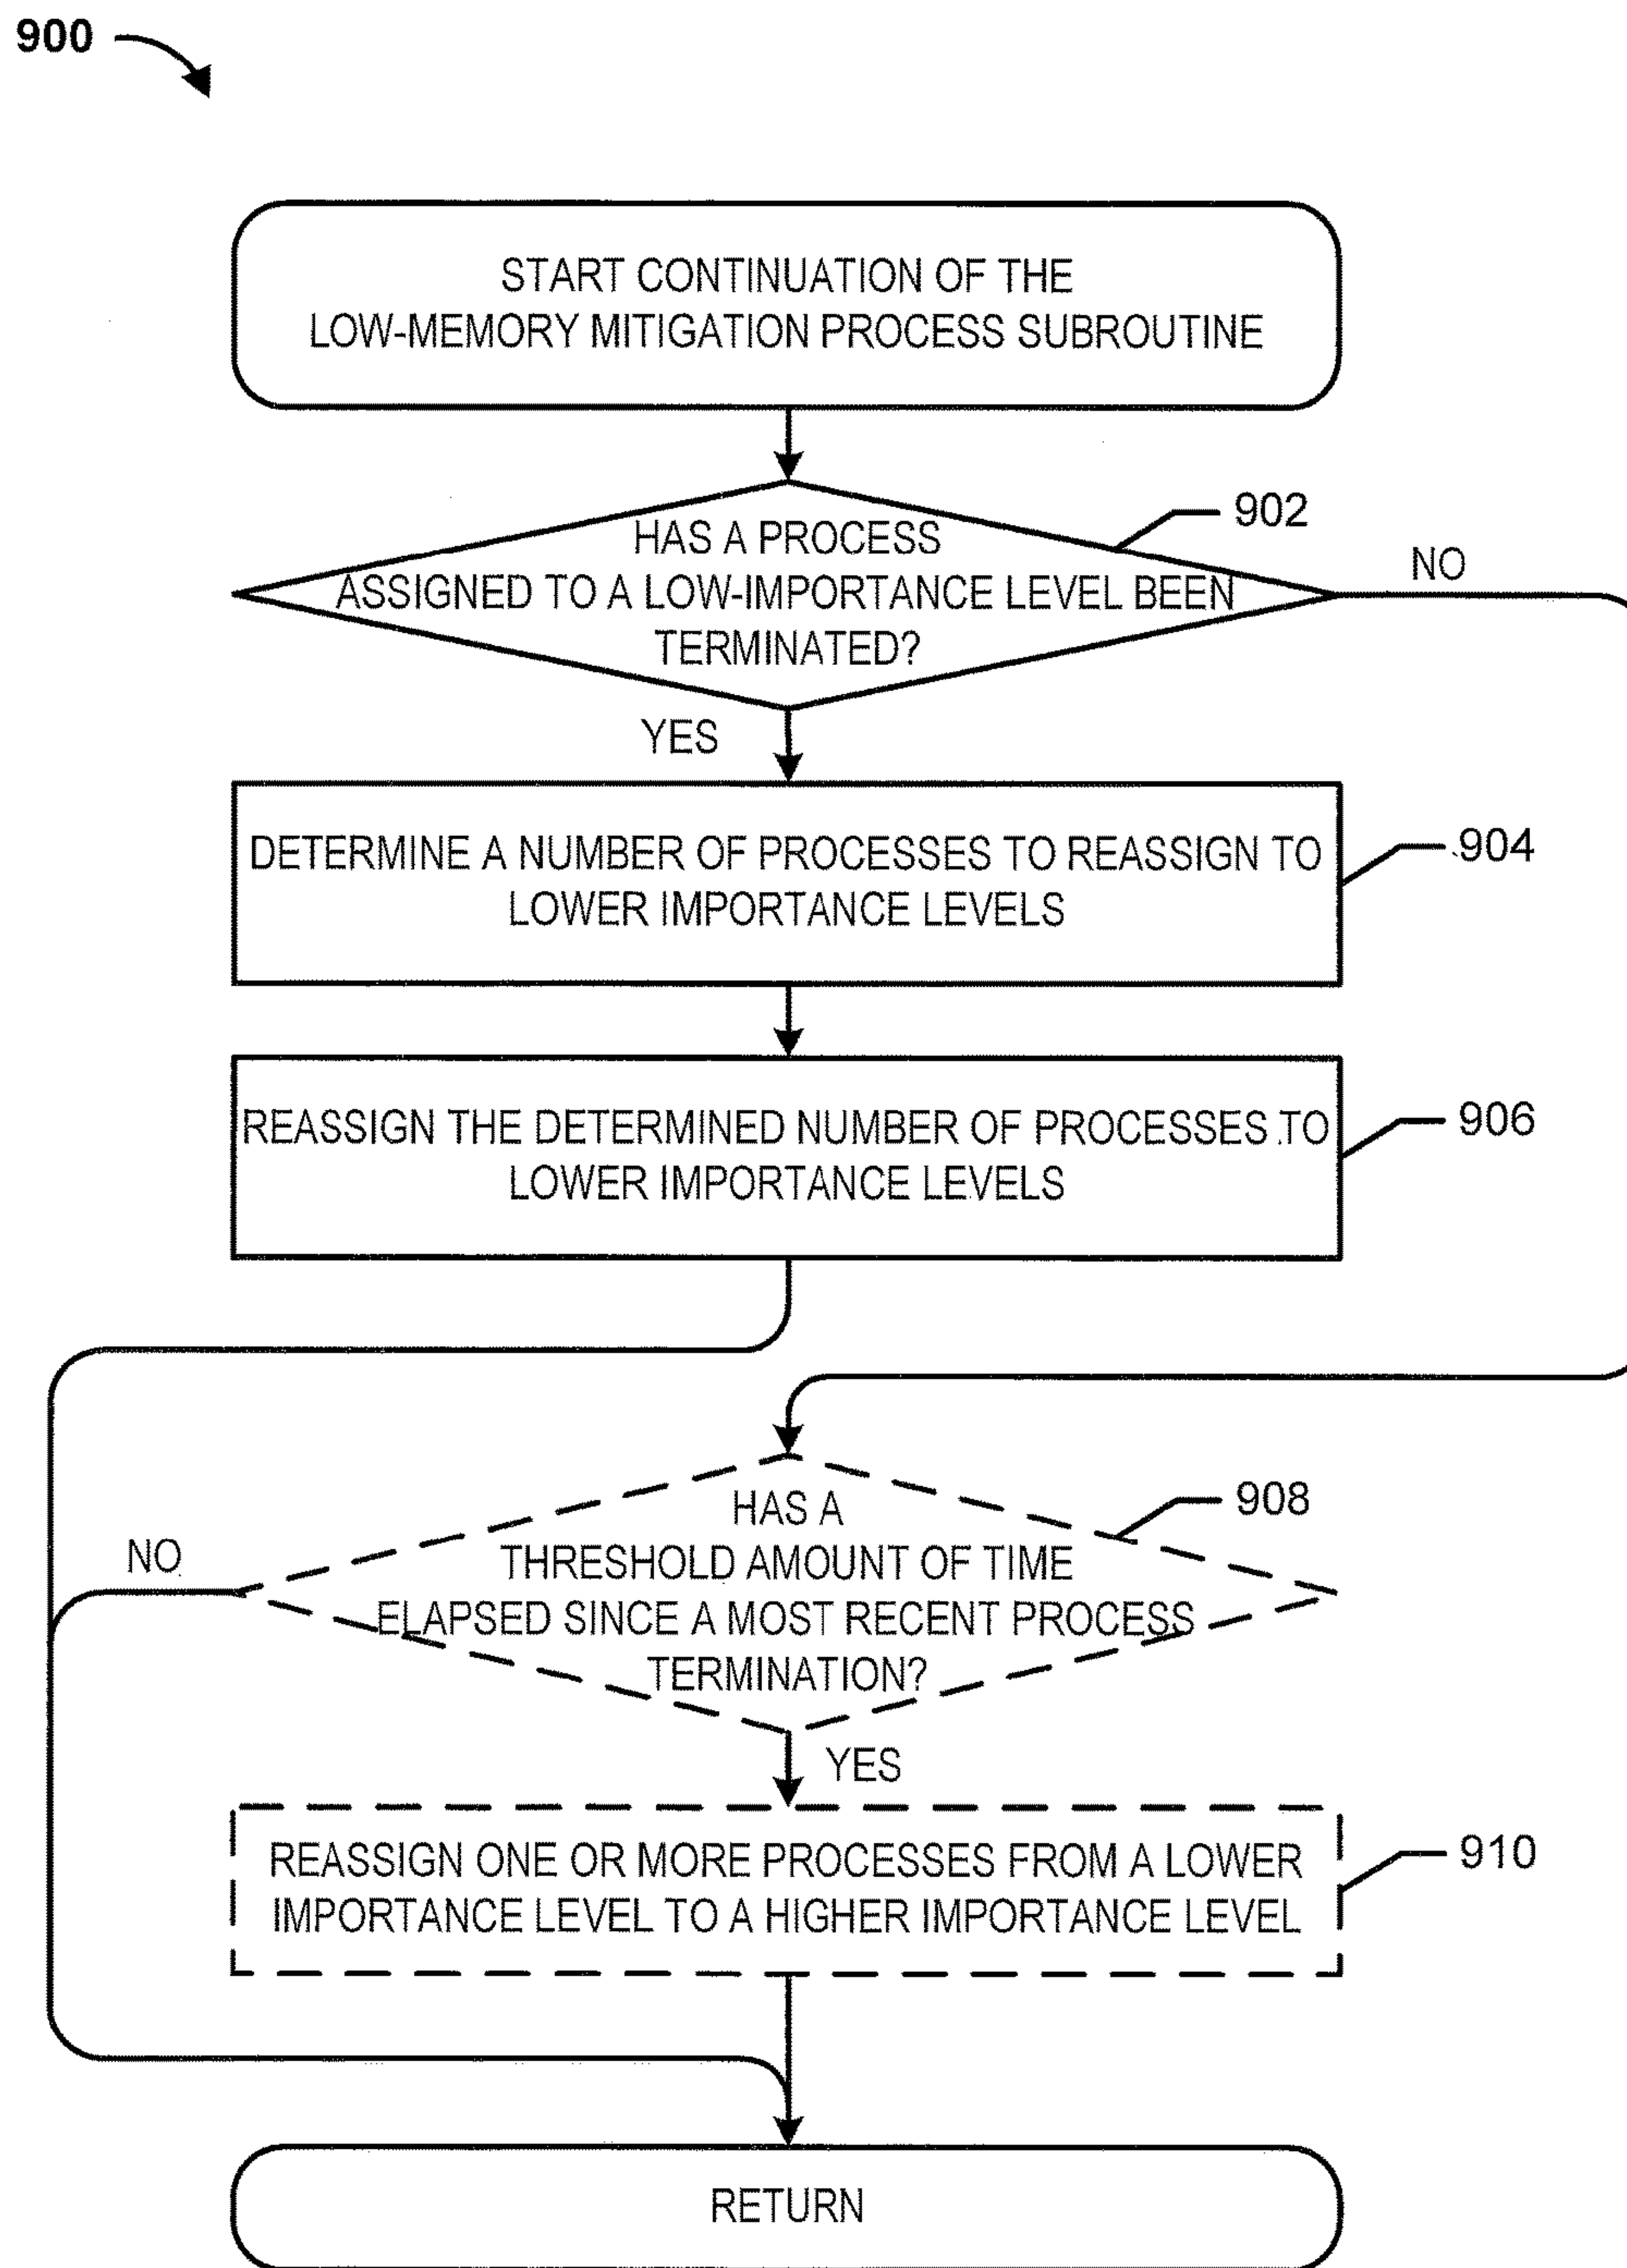 900
START CONTINUATION OF THE
LOW-MEMORY MITIGATION PROCESS SUBROUTINE
902
HAS A PROCESS
ASSIGNED TO A LOW-IMPORTANCE LEVEL BEEN
TERMINATED?
NO
YES
DETERMINE A NUMBER OF PROCESSES TO REASSIGN TO
LOWER IMPORTANCE LEVELS
904
REASSIGN THE DETERMINED NUMBER OF PROCESSES TO
LOWER IMPORTANCE LEVELS
906
HAS A
THRESHOLD AMOUNT OF TIME
ELAPSED SINCE A MOST RECENT PROCESS
TERMINATION?
908
NO
YES
REASSIGN ONE OR MORE PROCESSES FROM A LOWER
IMPORTANCE LEVEL TO A HIGHER IMPORTANCE LEVEL
910
RETURN